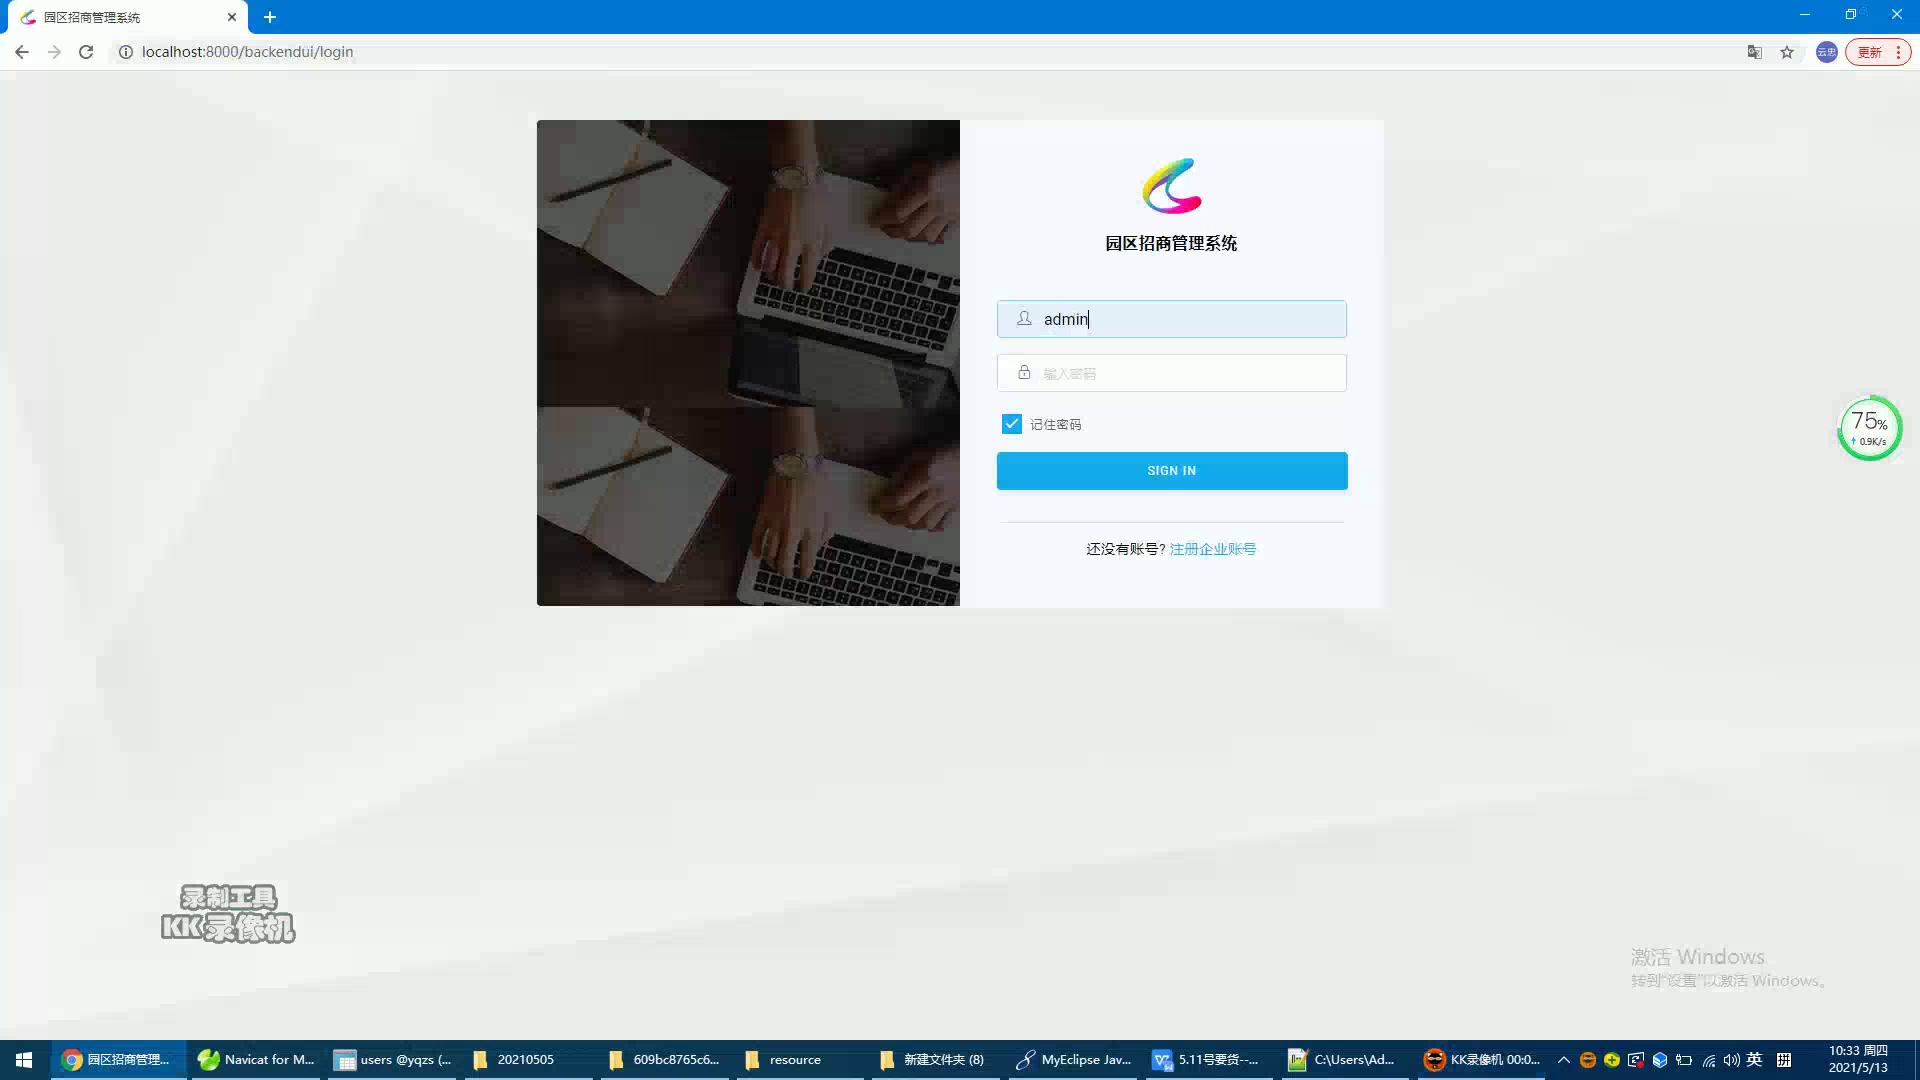 园区招商管理系统
localhost:8000/backendui/login
云忠
更新
园区招商管理系统
admin
输入密码
记住密码
SIGN IN
还没有账号? 注册企业账号
75%
0.9K/s
录制工具
KK录像机
激活 Windows
转到"设置"以激活 Windows。
园区招商管理...
Navicat for M...
users @yqzs (...
20210505
609bc8765c6...
resource
新建文件夹 (8)
MyEclipse Jav...
5.11号要货--...
C:\Users\Ad...
KK录像机 00:0...
英
拼
10:33 周四
2021/5/13